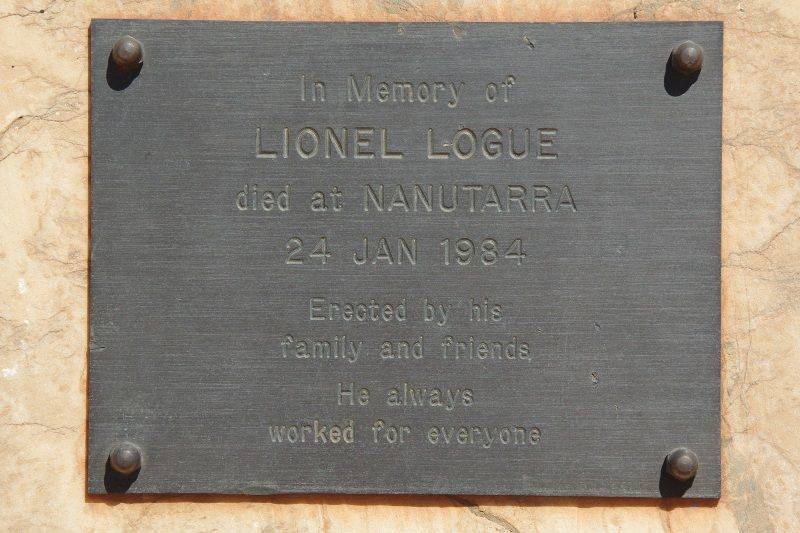 In Memory of
LIONEL LOGUE
died at NANUTARRA
24 JAN 1984
Erected by his
family and friends.
He always
worked for everyone